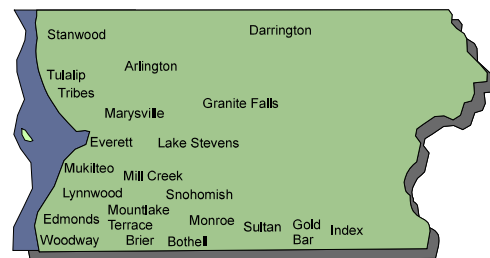 Stanwood
Darrington
Arlington
Tulalip
Tribes
Granite Falls
Marysville
Everett
Lake Stevens
Mukilteo
Mill Creek
Lynnwood
Snohomish
Mountlake
Terrace
Edmonds
Monroe
Sultan
Gold
Bar
Index
Woodway
Brier
Bothell